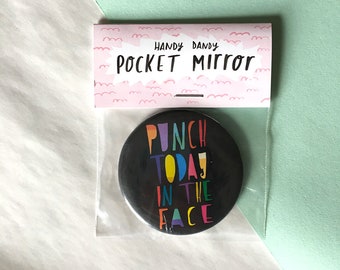 HANDY DANDY
POCKET MIRROR
PUNCH
TODAY
IN THE
FACE